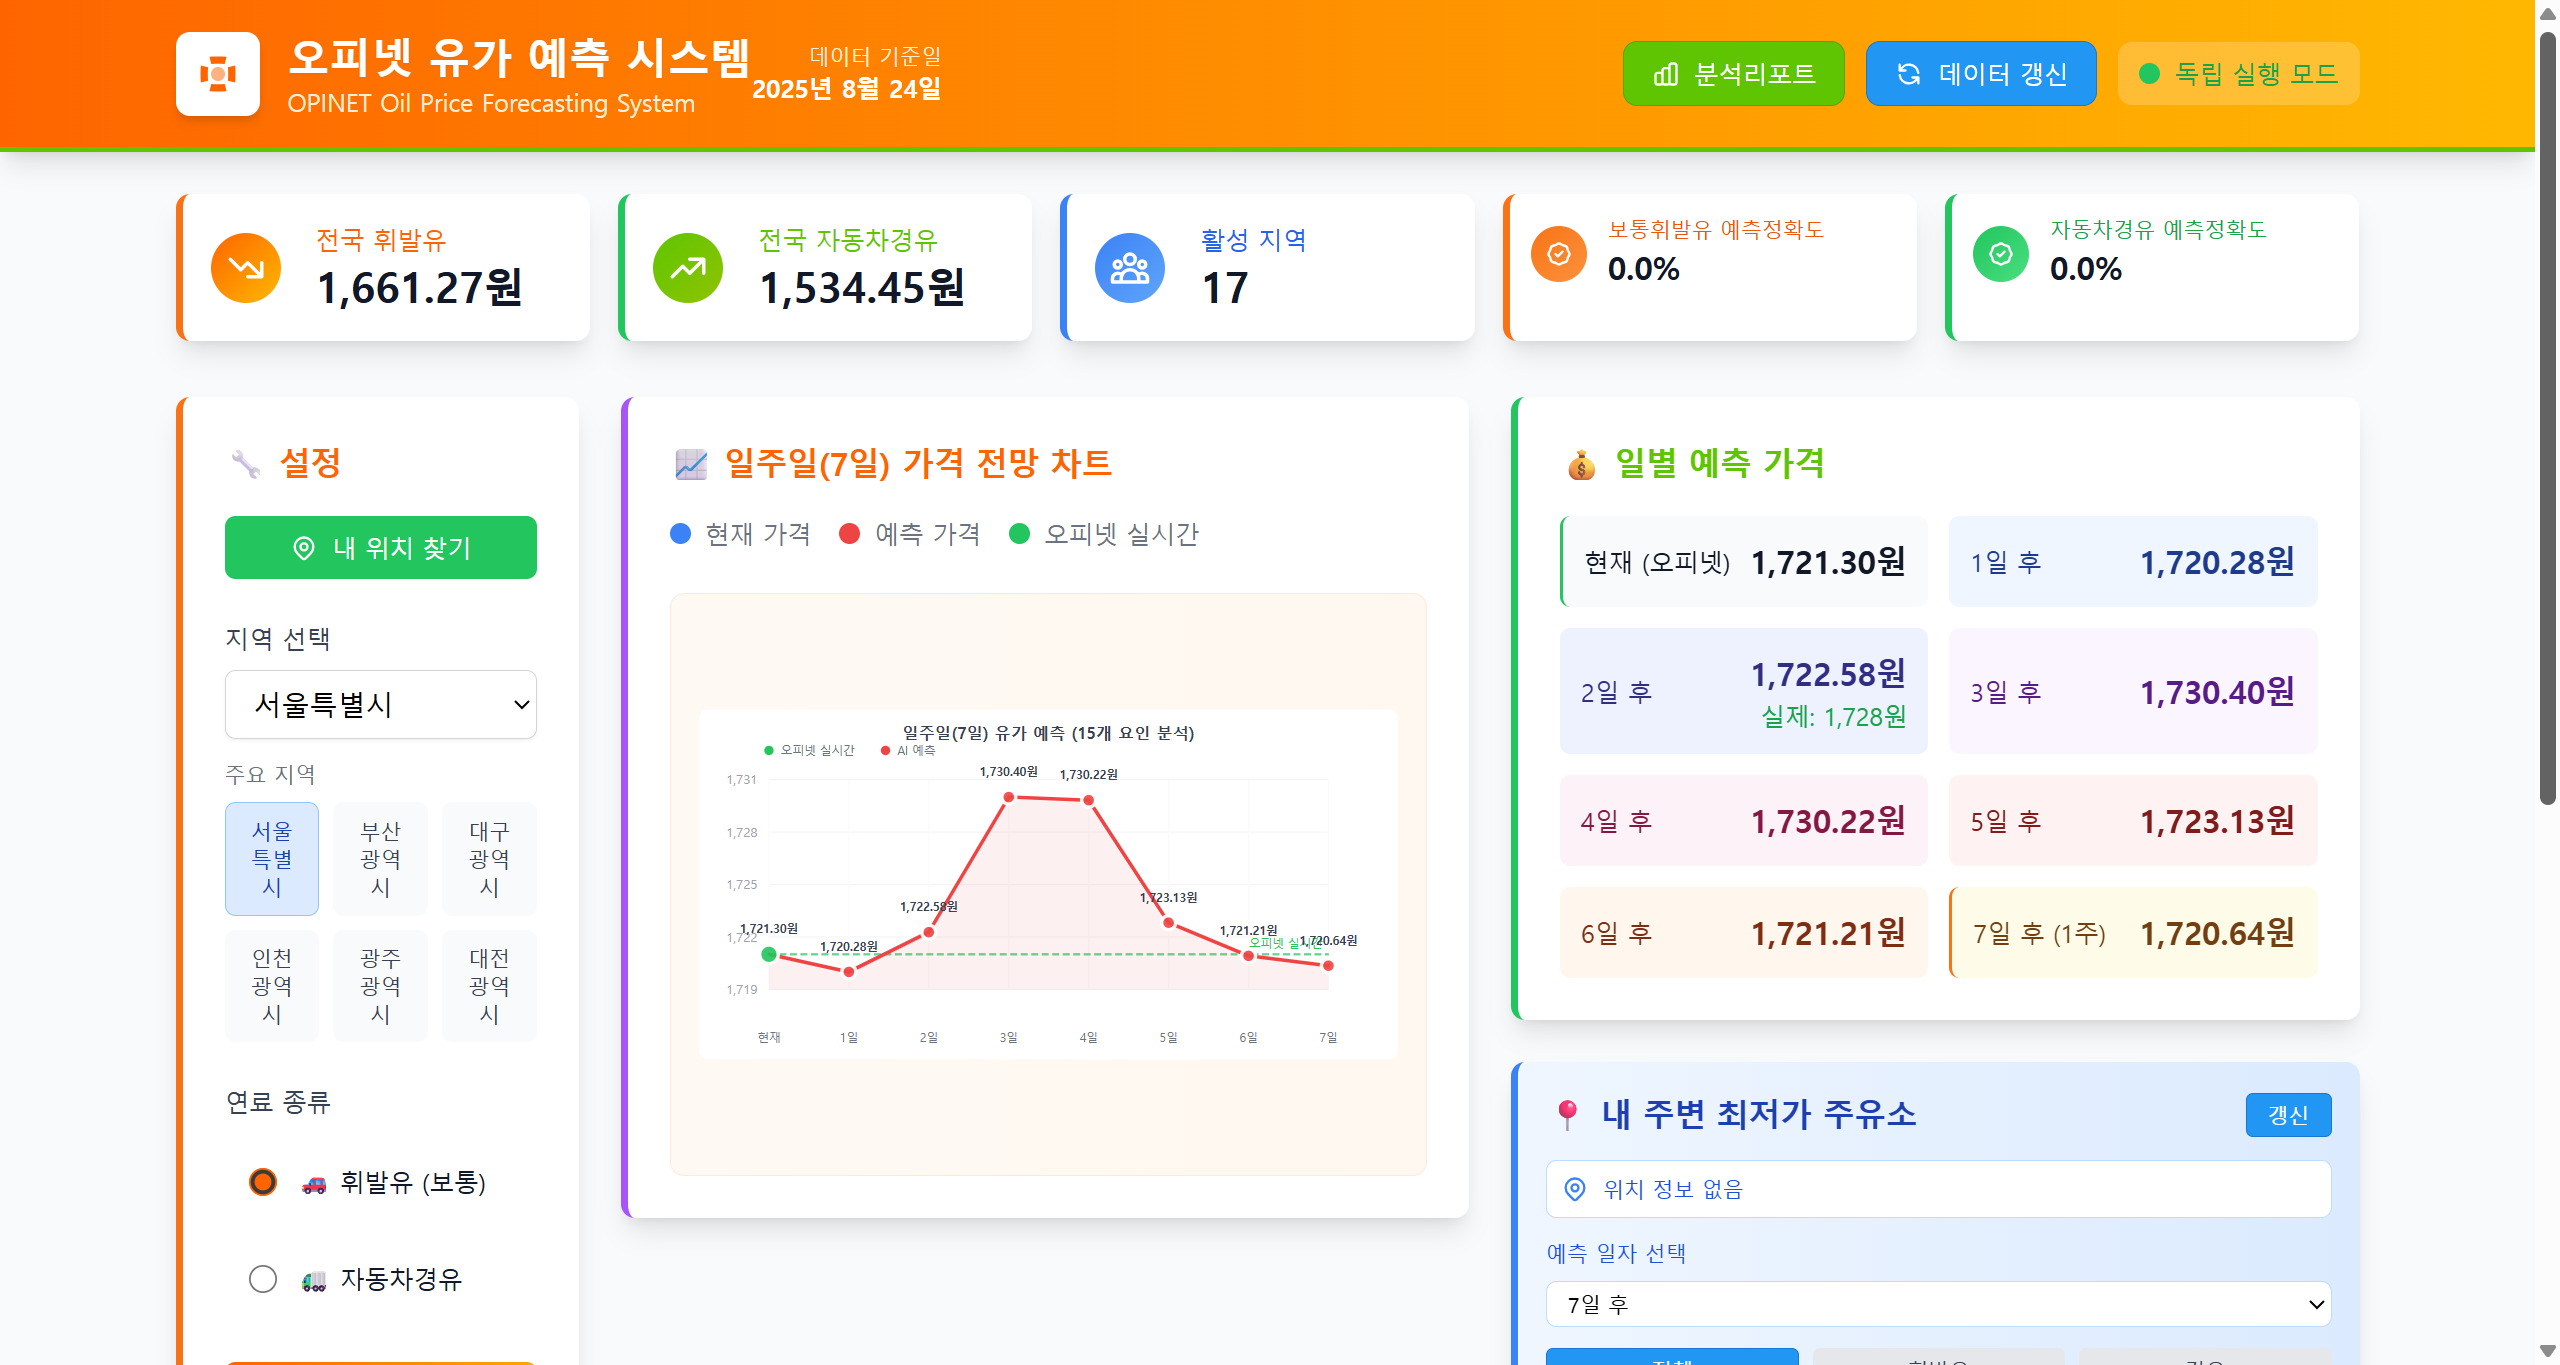 오피넷 유가 예측 시스템
OPINET Oil Price Forecasting System
데이터 기준일
2025년 8월 24일
분석리포트
데이터 갱신
독립 실행 모드
전국 휘발유
1,661.27원
전국 자동차경유
1,534.45원
활성 지역
17
보통휘발유 예측정확도
0.0%
자동차경유 예측정확도
0.0%
설정
내 위치 찾기
지역 선택
서울특별시
주요 지역
서울
특별
시
부산
광역
시
대구
광역
시
인천
광역
시
광주
광역
시
대전
광역
시
연료 종류
휘발유 (보통)
자동차경유
일주일(7일) 가격 전망 차트
현재 가격
예측 가격
오피넷 실시간
일주일(7일) 유가 예측 (15개 요인 분석)
오피넷 실시간
AI 예측
1,731
1,728
1,725
1,722
1,719
1,721.30원
1,720.28원
1,722.58원
1,730.40원
1,730.22원
1,723.13원
1,721.21원
1,720.64원
오피넷 실시간
현재
1일
2일
3일
4일
5일
6일
7일
일별 예측 가격
현재 (오피넷) 1,721.30원
1일 후 1,720.28원
2일 후 1,722.58원
실제: 1,728원
3일 후 1,730.40원
4일 후 1,730.22원
5일 후 1,723.13원
6일 후 1,721.21원
7일 후 (1주) 1,720.64원
내 주변 최저가 주유소
갱신
위치 정보 없음
예측 일자 선택
7일 후